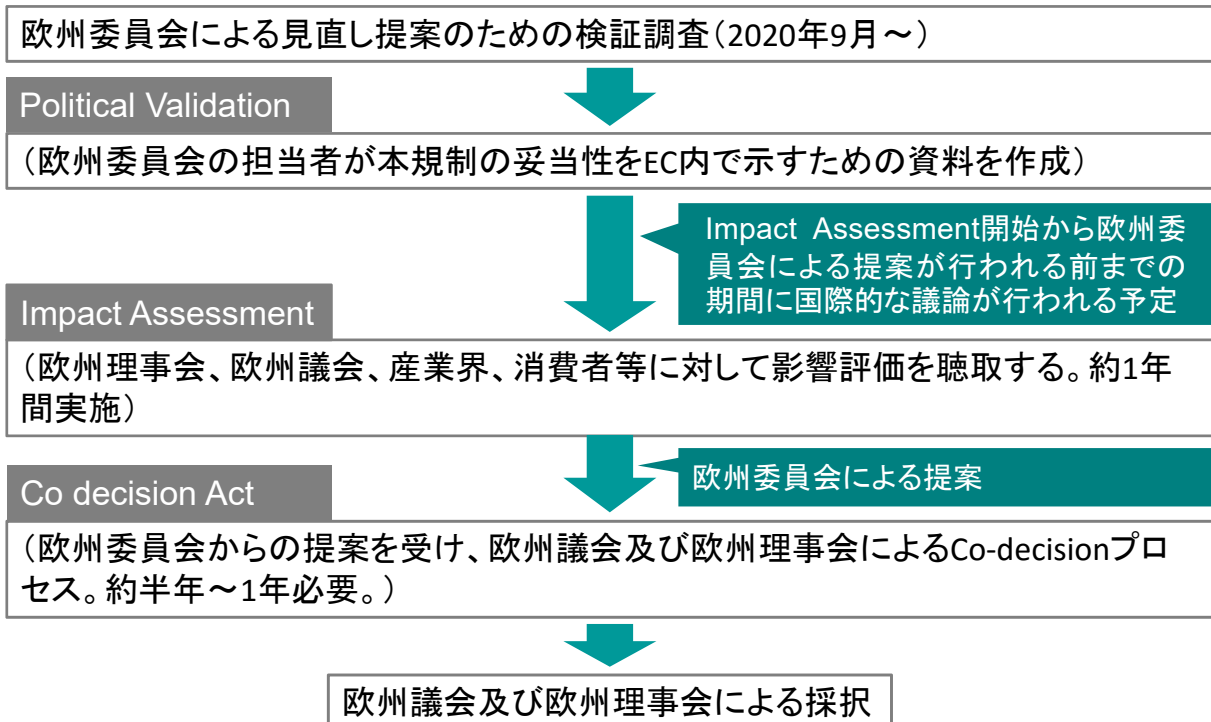 欧州委員会による見直し提案のための検証調査（2020年9月～）
Political Validation
（欧州委員会の担当者が本規制の妥当性をEC内で示すための資料を作成）
Impact Assessment開始から欧州委
員会による提案が行われる前までの
期間に国際的な議論が行われる予定
Impact Assessment
（欧州理事会、欧州議会、産業界、消費者等に対して影響評価を聴取する。約1年
間実施）
欧州委員会による提案
Co decision Act
（欧州委員会からの提案を受け、欧州議会及び欧州理事会によるCo-decisionプロ
セス。約半年～1年必要。）
欧州議会及び欧州理事会による採択